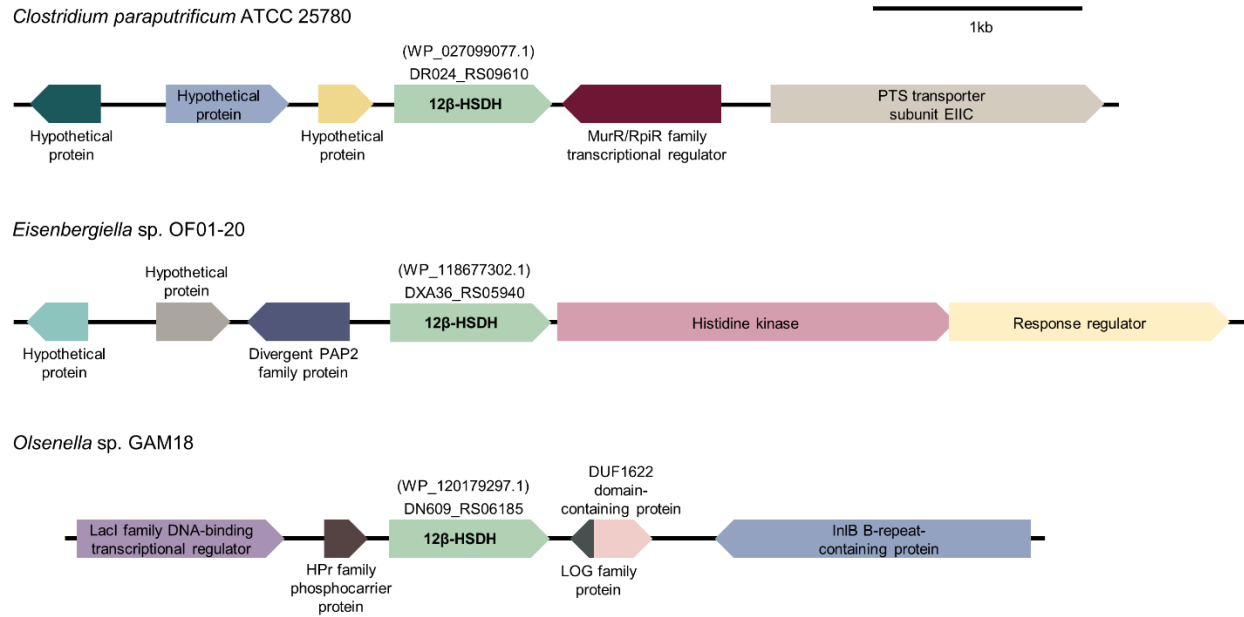 Clostridium paraputrificum ATCC 25780
1kb
(WP_027099077.1)
DR024_RS09610
Hypothetical
protein
Hypothetical
protein
Hypothetical
protein
12β-HSDH
MurR/RpiR family
transcriptional regulator
PTS transporter
subunit EIIC
Eisenbergiella sp. OF01-20
(WP_118677302.1)
DXA36_RS05940
Hypothetical
protein
Hypothetical
protein
Divergent PAP2
family protein
12β-HSDH
Histidine kinase
Response regulator
Olsenella sp. GAM18
(WP_120179297.1)
DN609_RS06185
LacI family DNA-binding
transcriptional regulator
HPr family
phosphocarrier
protein
12β-HSDH
LOG family
protein
DUF1622
domain-
containing protein
InlB B-repeat-
containing protein